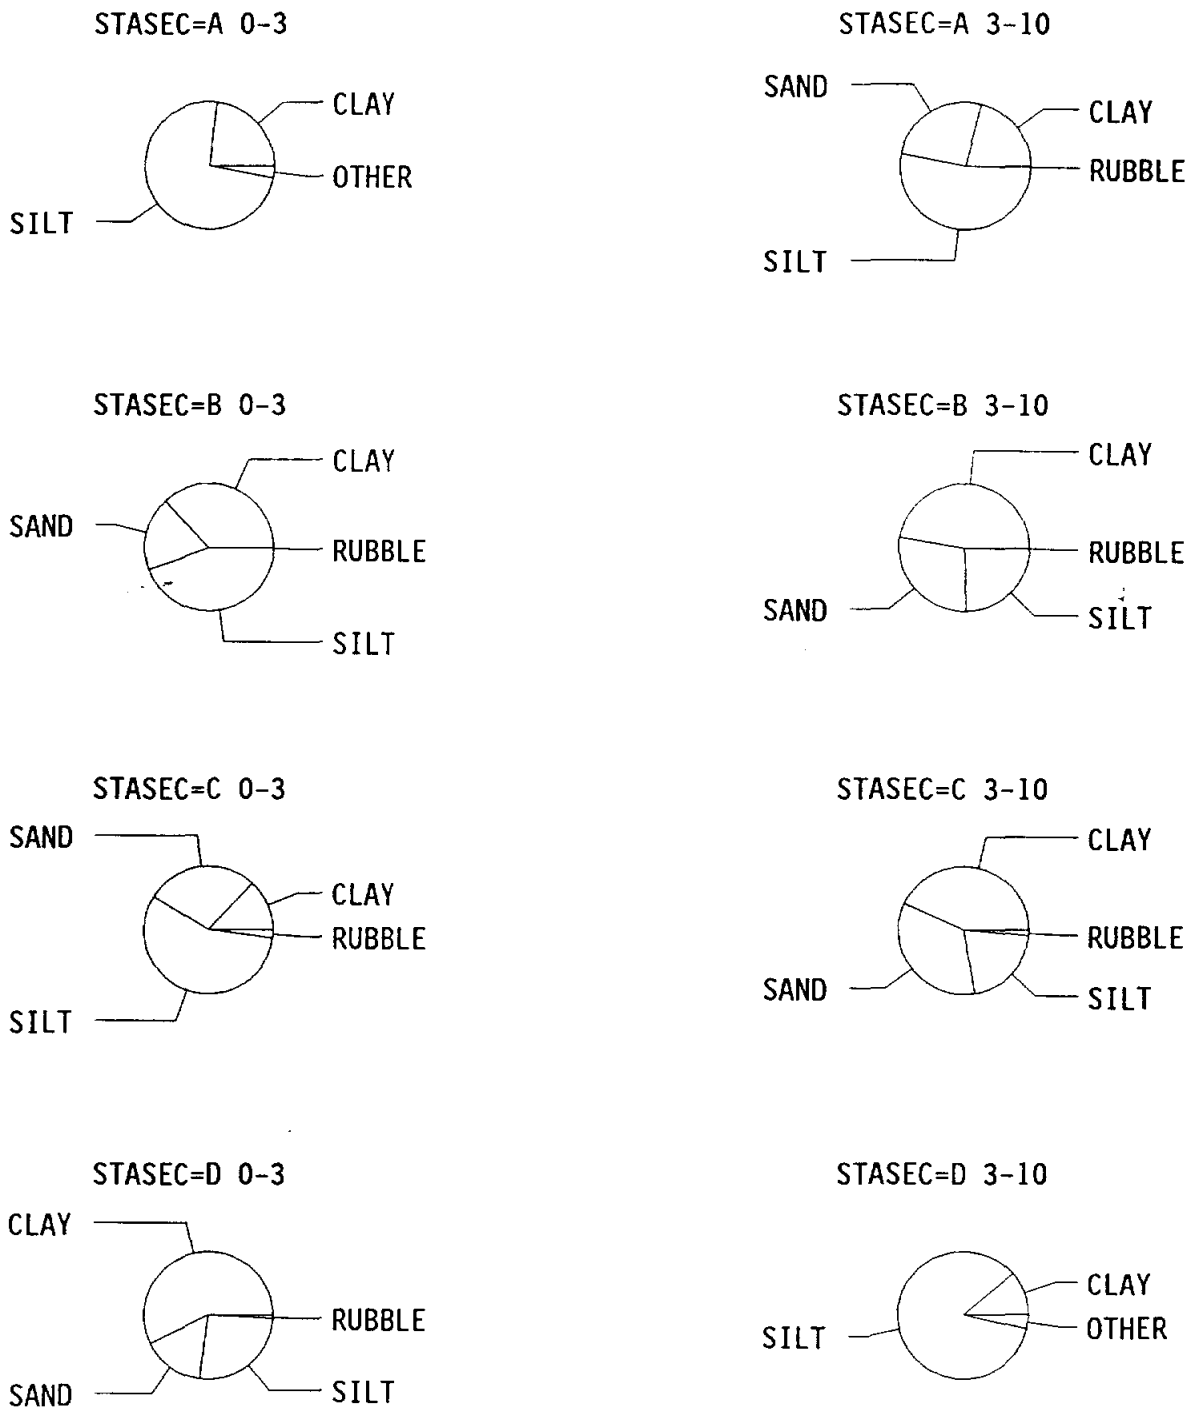 STASEC=A 0-3
CLAY
OTHER
SILT
STASEC=A 3-10
SAND
CLAY
RUBBLE
SILT
STASEC=B 0-3
CLAY
SAND
RUBBLE
SILT
STASEC=B 3-10
CLAY
RUBBLE
SAND
SILT
STASEC=C 0-3
SAND
CLAY
RUBBLE
SILT
STASEC=C 3-10
CLAY
RUBBLE
SAND
SILT
STASEC=D 0-3
CLAY
RUBBLE
SAND
SILT
STASEC=D 3-10
CLAY
OTHER
SILT